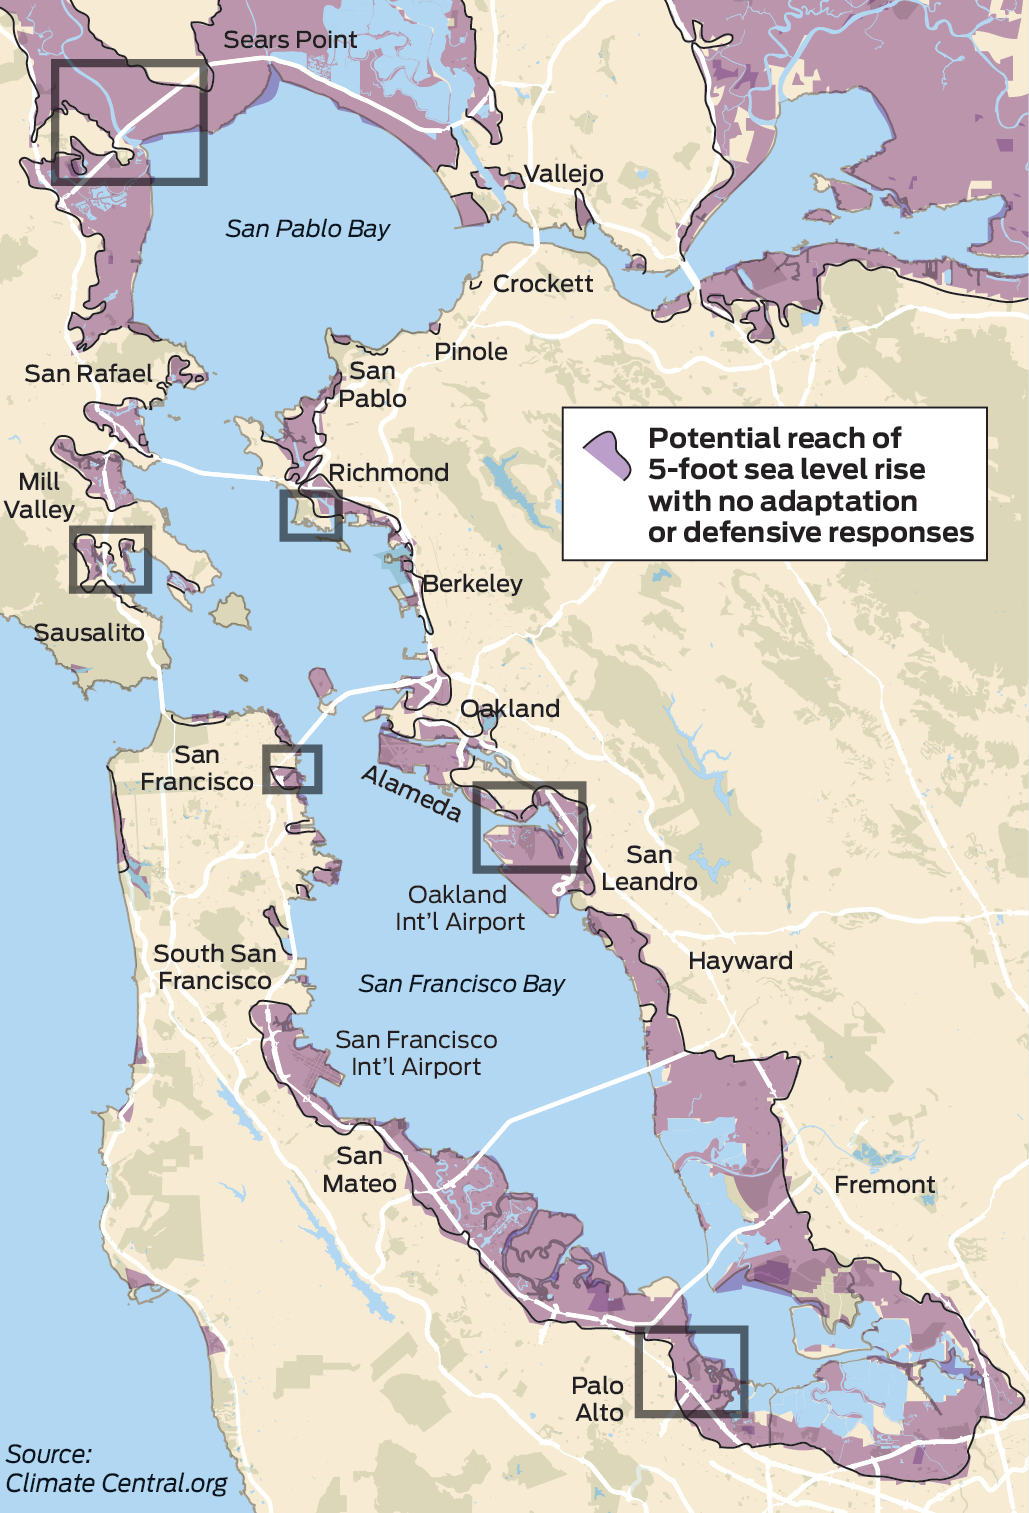 Sears Point
Vallejo
San Pablo Bay
Crockett
Pinole
San Rafael
San
Pablo
Potential reach of
5-foot sea level rise
with no adaptation
or defensive responses
Richmond
Mill
Valley
Berkeley
Sausalito
Oakland
San
Francisco
Alameda
San
Leandro
Oakland
Int'l Airport
South San
Francisco
Hayward
San Francisco Bay
San Francisco
Int'l Airport
San
Mateo
Fremont
Palo
Alto
Source:
Climate Central.org